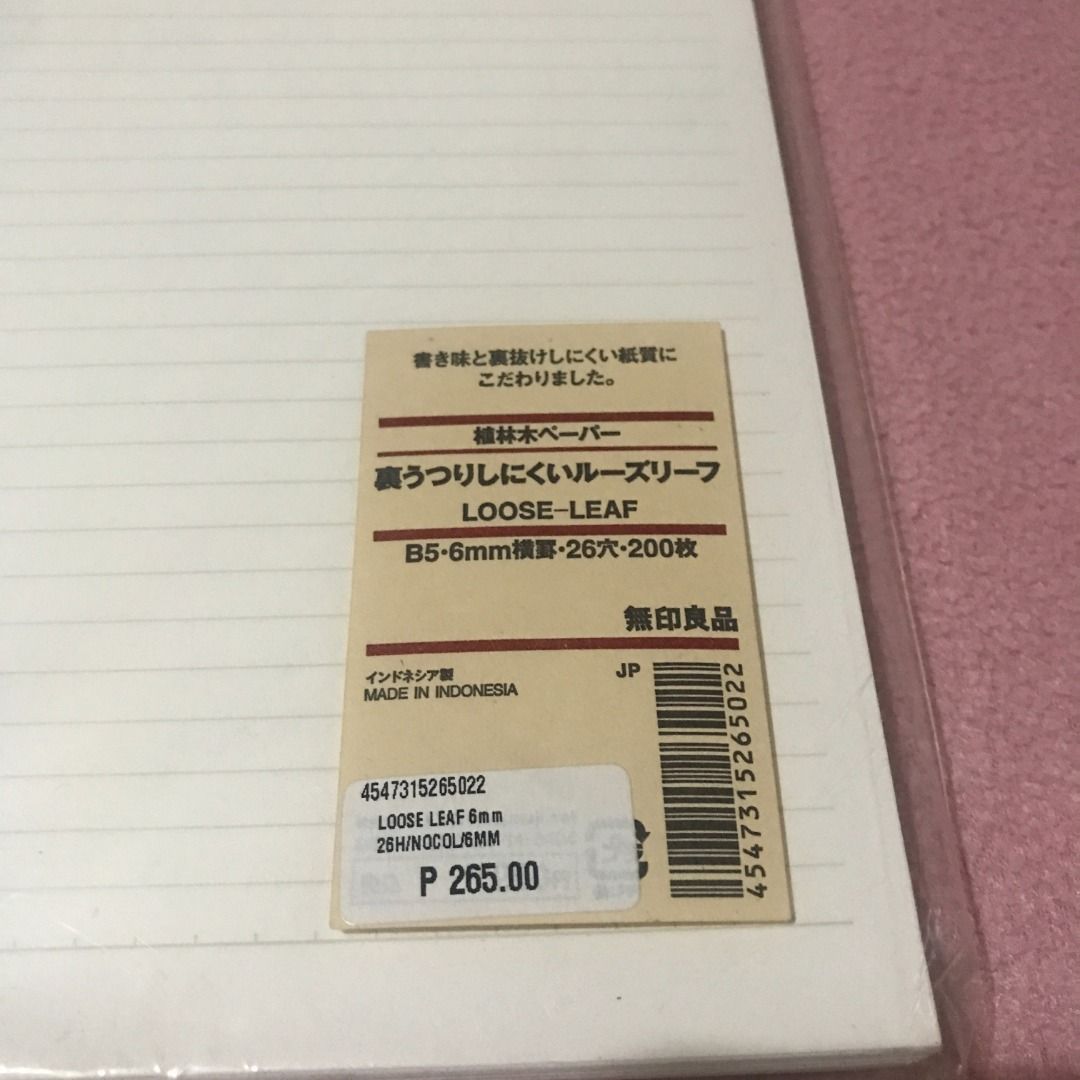 書き味と裏抜けしにくい紙質に
こだわりました。
植林木ペーパー
裏うつりしにくいルーズリーフ
LOOSE-LEAF
B5・6mm横罫・26穴・200枚
無印良品
インドネシア製
MADE IN INDONESIA
JP
4547315265022
4547315265022
LOOSE LEAF 6mm
26H/NOCOL/6MM
P 265.00